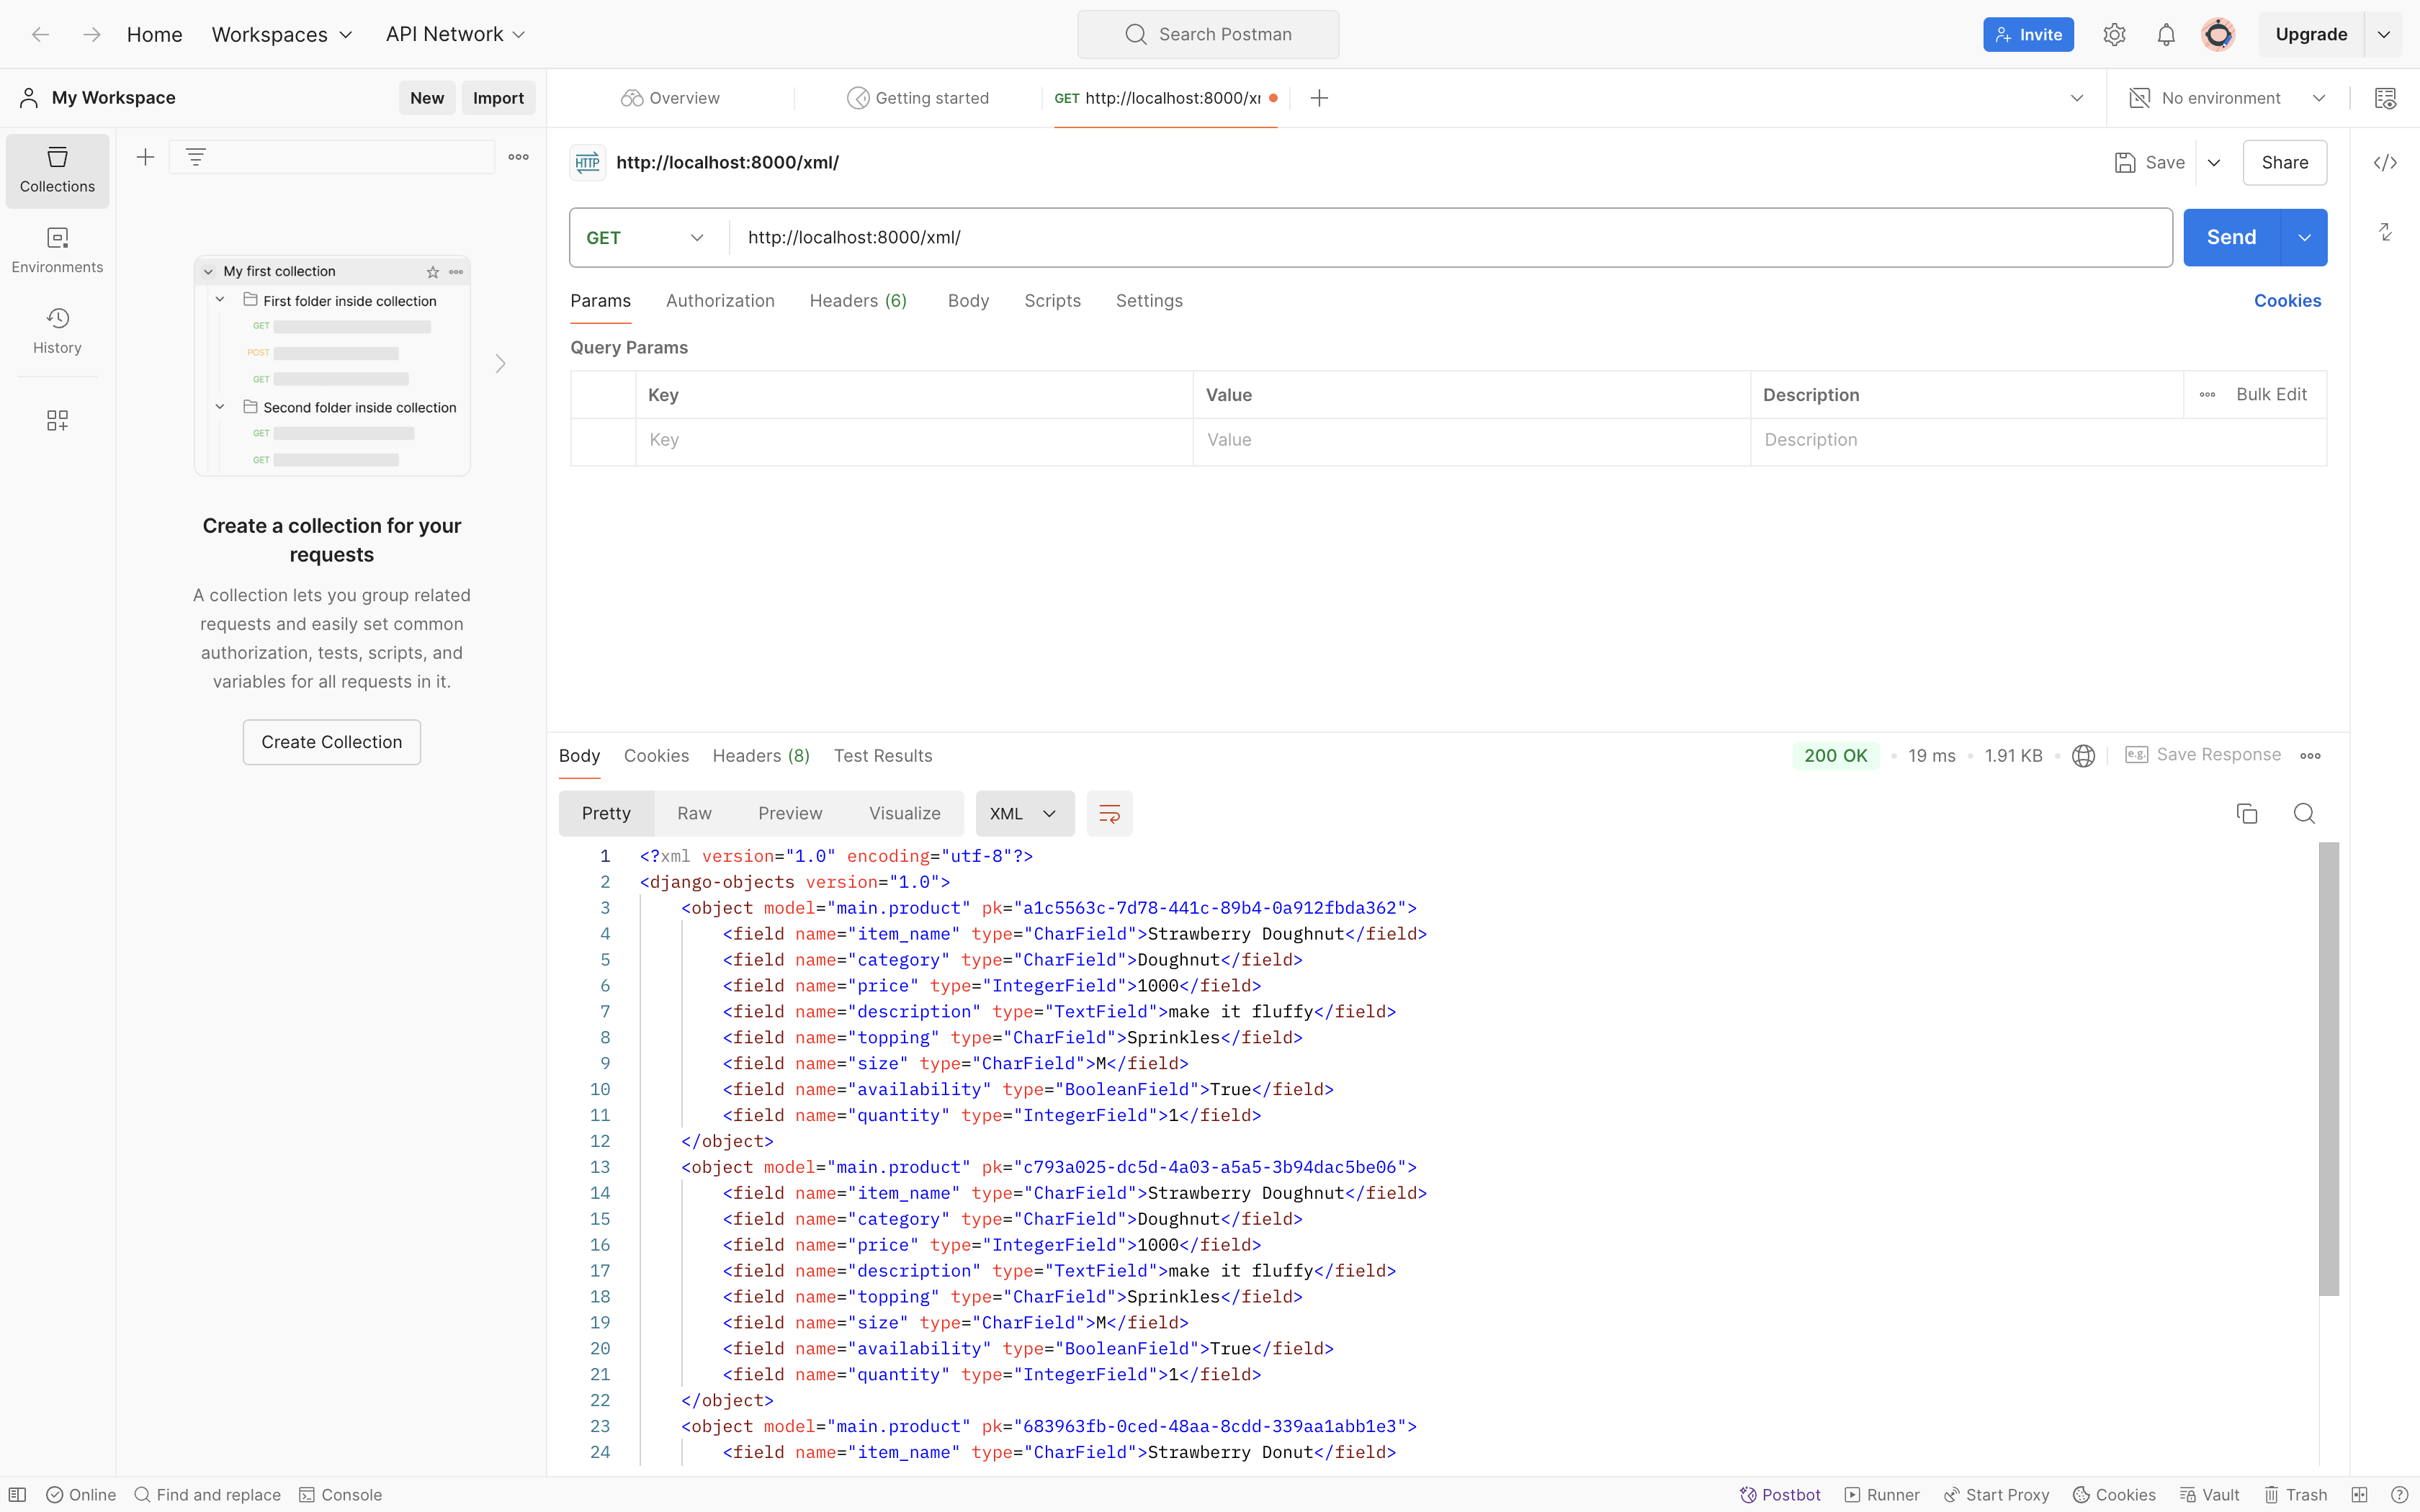 Home Workspaces API Network Search Postman Invite Upgrade
My Workspace New Import Overview Getting started GET http://localhost:8000/x No environment
Collections
Environments
History
My first collection
First folder inside collection
GET
POST
GET
Second folder inside collection
GET
GET
Create a collection for your
requests
A collection lets you group related
requests and easily set common
authorization, tests, scripts, and
variables for all requests in it.
Create Collection
HTTP http://localhost:8000/xml/ Save Share
GET http://localhost:8000/xml/ Send
Params Authorization Headers (6) Body Scripts Settings Cookies
Query Params
Key Value Description Bulk Edit
Key Value Description
Body Cookies Headers (8) Test Results 200 OK 19 ms 1.91 KB e.g. Save Response
Pretty Raw Preview Visualize XML
1 <?xml version="1.0" encoding="utf-8"?>
2 <django-objects version="1.0">
3 <object model="main.product" pk="a1c5563c-7d78-441c-89b4-0a912fbda362">
4 <field name="item_name" type="CharField">Strawberry Doughnut</field>
5 <field name="category" type="CharField">Doughnut</field>
6 <field name="price" type="IntegerField">1000</field>
7 <field name="description" type="TextField">make it fluffy</field>
8 <field name="topping" type="CharField">Sprinkles</field>
9 <field name="size" type="CharField">M</field>
10 <field name="availability" type="BooleanField">True</field>
11 <field name="quantity" type="IntegerField">1</field>
12 </object>
13 <object model="main.product" pk="c793a025-dc5d-4a03-a5a5-3b94dac5be06">
14 <field name="item_name" type="CharField">Strawberry Doughnut</field>
15 <field name="category" type="CharField">Doughnut</field>
16 <field name="price" type="IntegerField">1000</field>
17 <field name="description" type="TextField">make it fluffy</field>
18 <field name="topping" type="CharField">Sprinkles</field>
19 <field name="size" type="CharField">M</field>
20 <field name="availability" type="BooleanField">True</field>
21 <field name="quantity" type="IntegerField">1</field>
22 </object>
23 <object model="main.product" pk="683963fb-0ced-48aa-8cdd-339aa1abb1e3">
24 <field name="item_name" type="CharField">Strawberry Donut</field>
Online Find and replace Console Postbot Runner Start Proxy Cookies Vault Trash